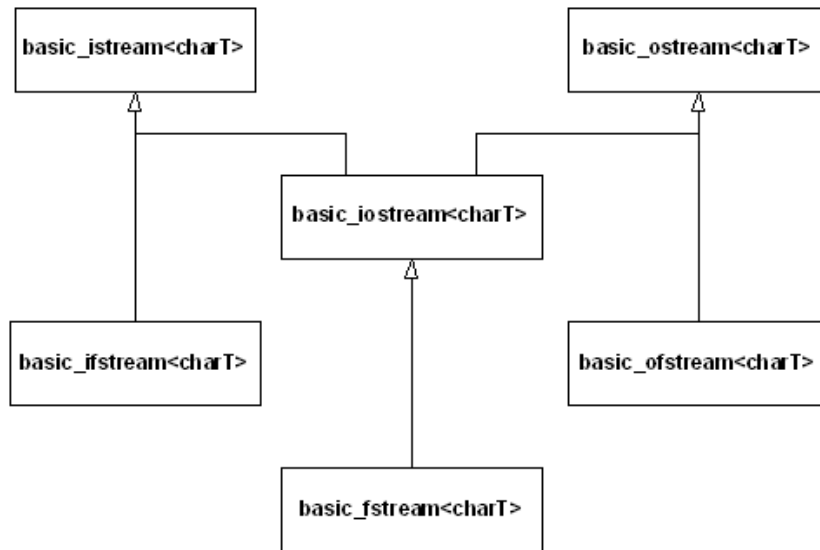 basic_istream<charT>
basic_ostream<charT>
basic_iostream<charT>
basic_ifstream<charT>
basic_ofstream<charT>
basic_fstream<charT>